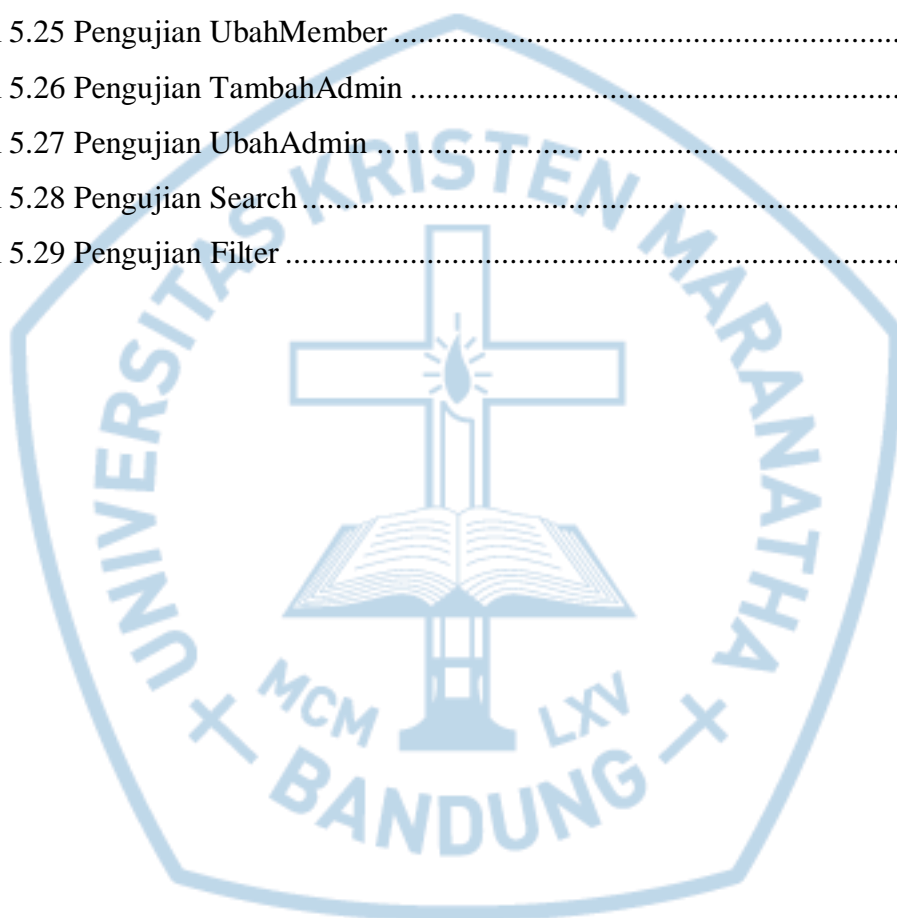 5.25 Pengujian UbahMember ..............................................................
5.26 Pengujian TambahAdmin ............................................................
5.27 Pengujian UbahAdmin ................................................................
5.28 Pengujian Search .........................................................................
5.29 Pengujian Filter ...........................................................................
UNIVERSITAS KRISTEN MARANATHA
MCM LXV
BANDUNG